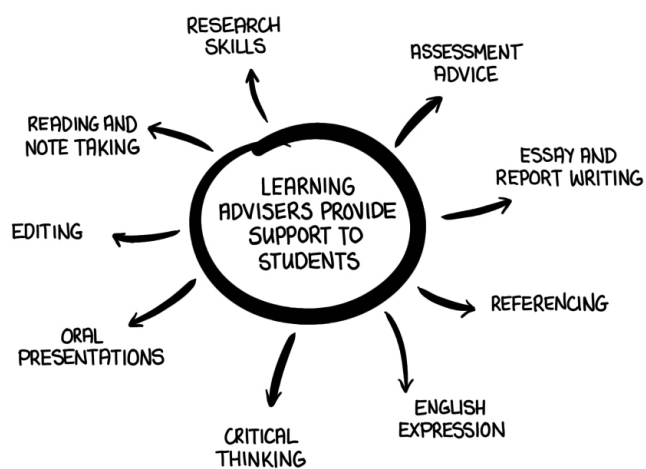 RESEARCH
SKILLS
ASSESSMENT
ADVICE
READING AND
NOTE TAKING
ESSAY AND
REPORT WRITING
LEARNING
ADVISERS PROVIDE
SUPPORT TO
STUDENTS
EDITING
REFERENCING
ORAL
PRESENTATIONS
ENGLISH
EXPRESSION
CRITICAL
THINKING